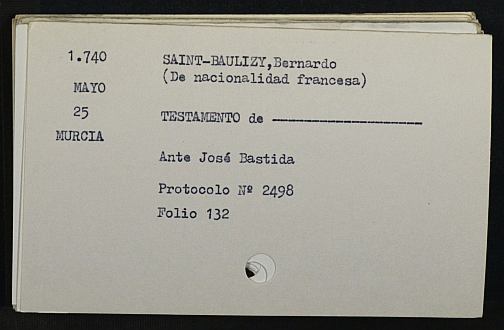 1.740
SAINT-BAULIZY,Bernardo
(De nacionalidad francesa)
MAYO
25
TESTAMENTO de ---------------------
MURCIA
Ante José Bastida
Protocolo Nº 2498
Folio 132